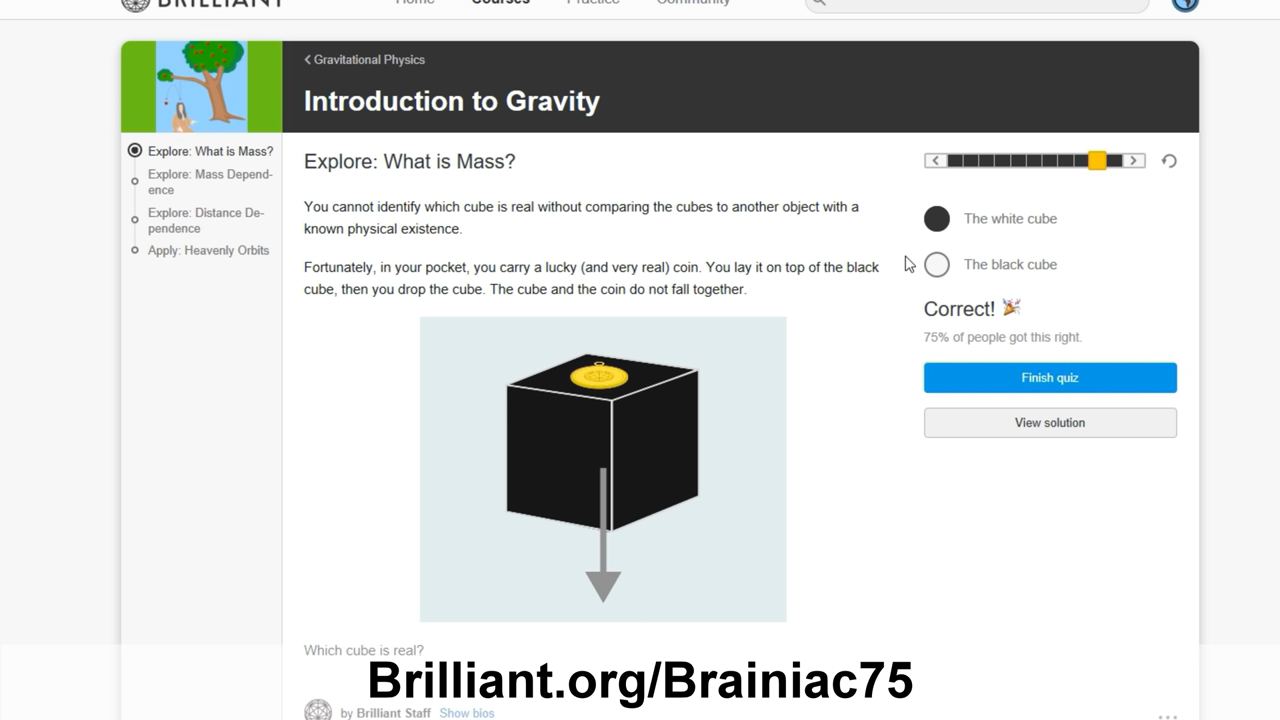 BRILLIANT
Home Courses Practice Community
Gravitational Physics
Introduction to Gravity
Explore: What is Mass?
Explore: Mass Depend-
ence
Explore: Distance De-
pendence
Apply: Heavenly Orbits
Explore: What is Mass?
You cannot identify which cube is real without comparing the cubes to another object with a
known physical existence.
Fortunately, in your pocket, you carry a lucky (and very real) coin. You lay it on top of the black
cube, then you drop the cube. The cube and the coin do not fall together.
Which cube is real?
by Brilliant Staff Show bios
The white cube
The black cube
Correct!
75% of people got this right.
Finish quiz
View solution
Brilliant.org/Brainiac75